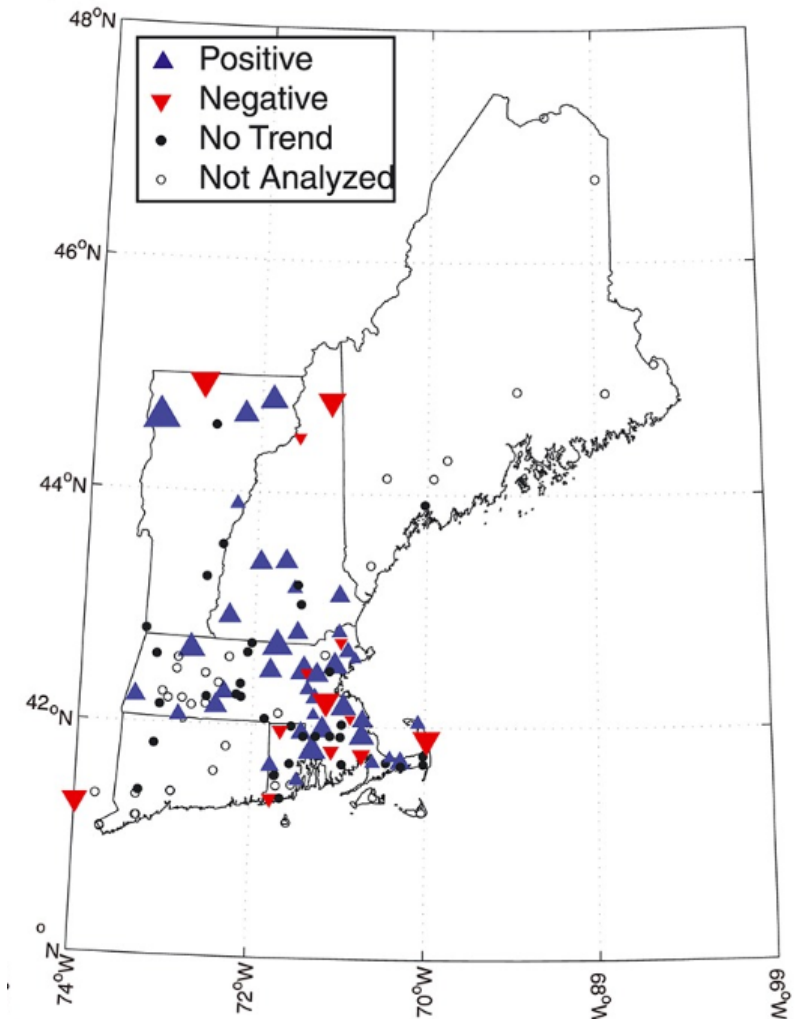 48°N
Positive
Negative
No Trend
Not Analyzed
46°N
44°N
42°N
o
N
74°W
72°W
70°W
68°W
66°W